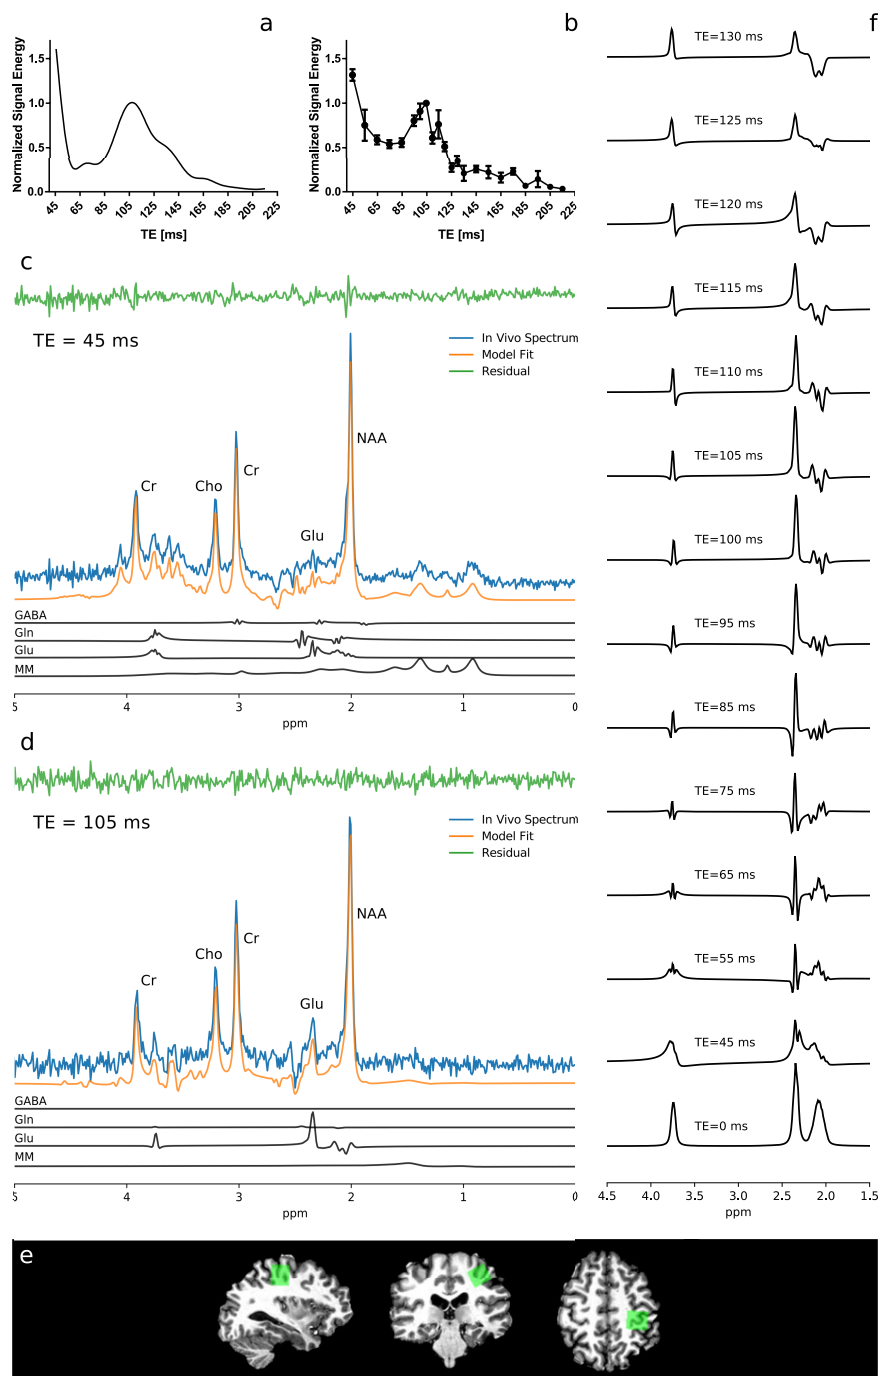 a
Normalized Signal Energy
1.5
1.0
0.5
0.0
45 65 85 105 125 145 165 185 205 225
TE [ms]
b
Normalized Signal Energy
1.5
1.0
0.5
0.0
45 65 85 105 125 145 165 185 205 225
TE [ms]
c
TE = 45 ms
In Vivo Spectrum
Model Fit
Residual
Cr
Cho
Cr
Glu
NAA
GABA
Gln
Glu
MM
5 4 3 2 1 0
ppm
d
TE = 105 ms
In Vivo Spectrum
Model Fit
Residual
Cr
Cho
Cr
Glu
NAA
GABA
Gln
Glu
MM
5 4 3 2 1 0
ppm
e
f
TE=130 ms
TE=125 ms
TE=120 ms
TE=115 ms
TE=110 ms
TE=105 ms
TE=100 ms
TE=95 ms
TE=85 ms
TE=75 ms
TE=65 ms
TE=55 ms
TE=45 ms
TE=0 ms
4.5 4.0 3.5 3.0 2.5 2.0 1.5
ppm